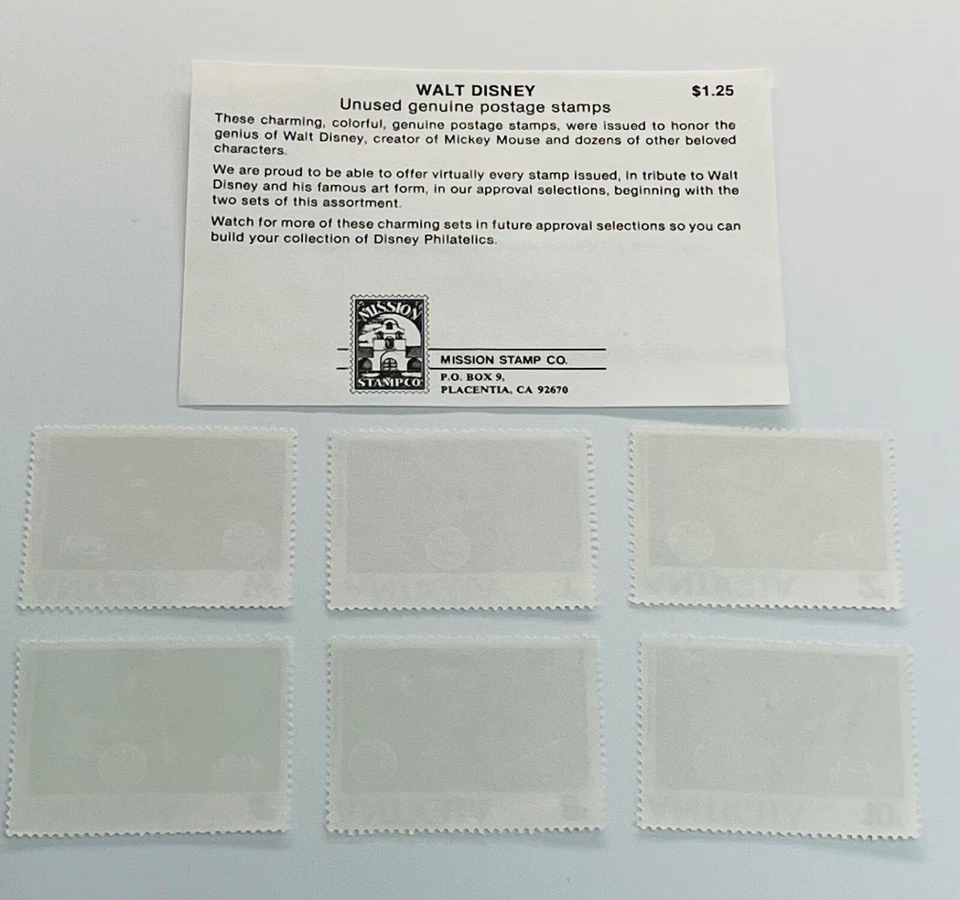 WALT DISNEY $1.25
Unused genuine postage stamps
These charming, colorful, genuine postage stamps, were issued to honor the
genius of Walt Disney, creator of Mickey Mouse and dozens of other beloved
characters.
We are proud to be able to offer virtually every stamp issued, in tribute to Walt
Disney and his famous art form, in our approval selections, beginning with the
two sets of this assortment.
Watch for more of these charming sets in future approval selections so you can
build your collection of Disney Philatelics.
MISSION
STAMP CO
MISSION STAMP CO.
P.O. BOX 9,
PLACENTIA, CA 92670